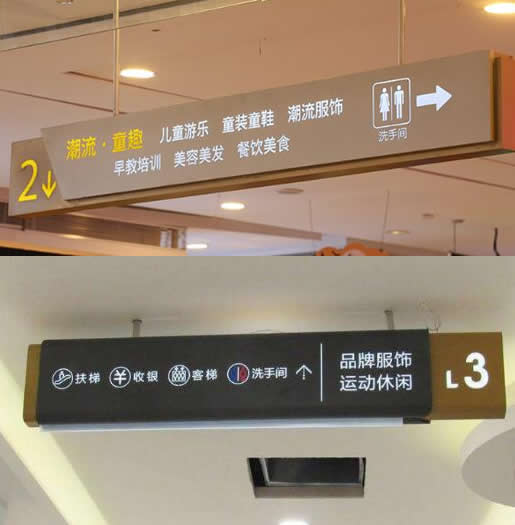 潮流·童趣 儿童游乐 童装童鞋 潮流服饰
早教培训 美容美发 餐饮美食
2↓
洗手间 →
扶梯 ¥ 收银 客梯 洗手间 ↑
品牌服饰
运动休闲
L3